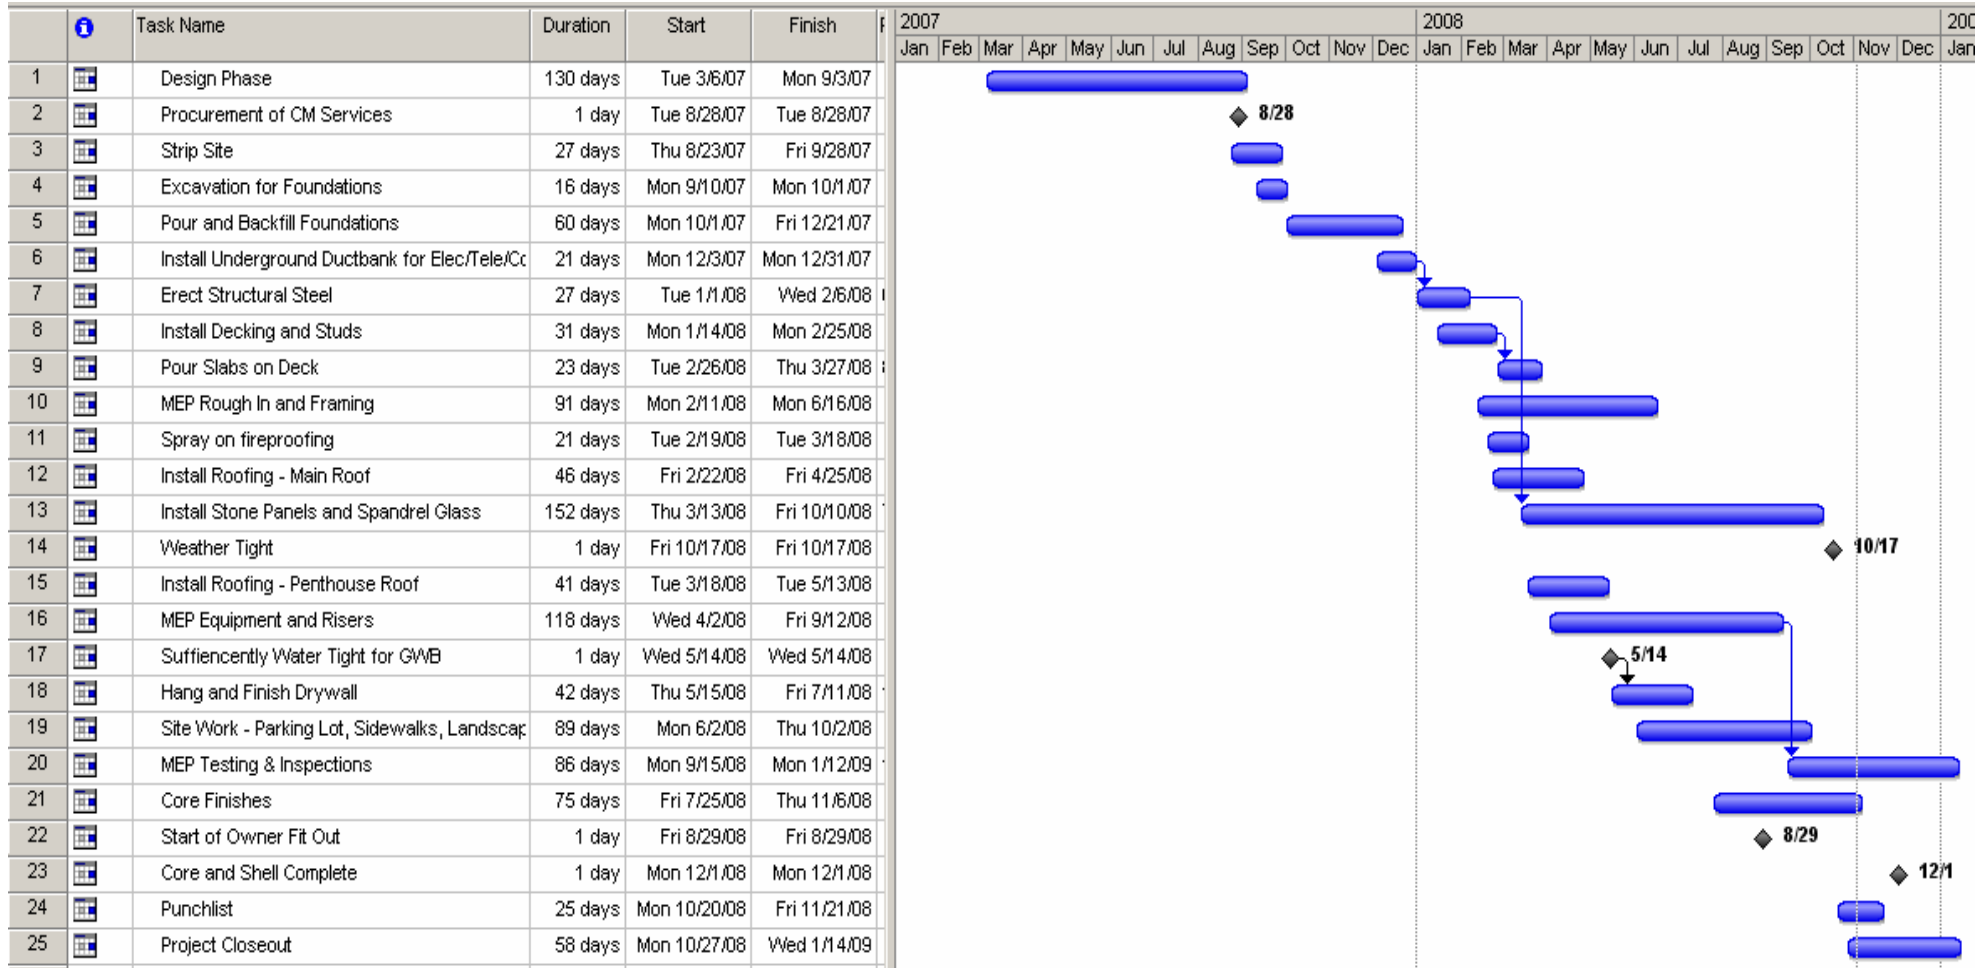 Task Name Duration Start Finish 2007 2008
Jan Feb Mar Apr May Jun Jul Aug Sep Oct Nov Dec Jan Feb Mar Apr May Jun Jul Aug Sep Oct Nov Dec Jan
1 Design Phase 130 days Tue 3/6/07 Mon 9/3/07
2 Procurement of CM Services 1 day Tue 8/28/07 Tue 8/28/07 8/28
3 Strip Site 27 days Thu 8/23/07 Fri 9/28/07
4 Excavation for Foundations 16 days Mon 9/10/07 Mon 10/1/07
5 Pour and Backfill Foundations 60 days Mon 10/1/07 Fri 12/21/07
6 Install Underground Ductbank for Elec/Tele/Cc 21 days Mon 12/3/07 Mon 12/31/07
7 Erect Structural Steel 27 days Tue 1/1/08 Wed 2/6/08
8 Install Decking and Studs 31 days Mon 1/14/08 Mon 2/25/08
9 Pour Slabs on Deck 23 days Tue 2/26/08 Thu 3/27/08
10 MEP Rough In and Framing 91 days Mon 2/11/08 Mon 6/16/08
11 Spray on fireproofing 21 days Tue 2/19/08 Tue 3/18/08
12 Install Roofing - Main Roof 46 days Fri 2/22/08 Fri 4/25/08
13 Install Stone Panels and Spandrel Glass 152 days Thu 3/13/08 Fri 10/10/08
14 Weather Tight 1 day Fri 10/17/08 Fri 10/17/08 10/17
15 Install Roofing - Penthouse Roof 41 days Tue 3/18/08 Tue 5/13/08
16 MEP Equipment and Risers 118 days Wed 4/2/08 Fri 9/12/08
17 Suffiencently Water Tight for GWB 1 day Wed 5/14/08 Wed 5/14/08 5/14
18 Hang and Finish Drywall 42 days Thu 5/15/08 Fri 7/11/08
19 Site Work - Parking Lot, Sidewalks, Landscap 89 days Mon 6/2/08 Thu 10/2/08
20 MEP Testing & Inspections 86 days Mon 9/15/08 Mon 1/12/09
21 Core Finishes 75 days Fri 7/25/08 Thu 11/6/08
22 Start of Owner Fit Out 1 day Fri 8/29/08 Fri 8/29/08 8/29
23 Core and Shell Complete 1 day Mon 12/1/08 Mon 12/1/08 12/1
24 Punchlist 25 days Mon 10/20/08 Fri 11/21/08
25 Project Closeout 58 days Mon 10/27/08 Wed 1/14/09